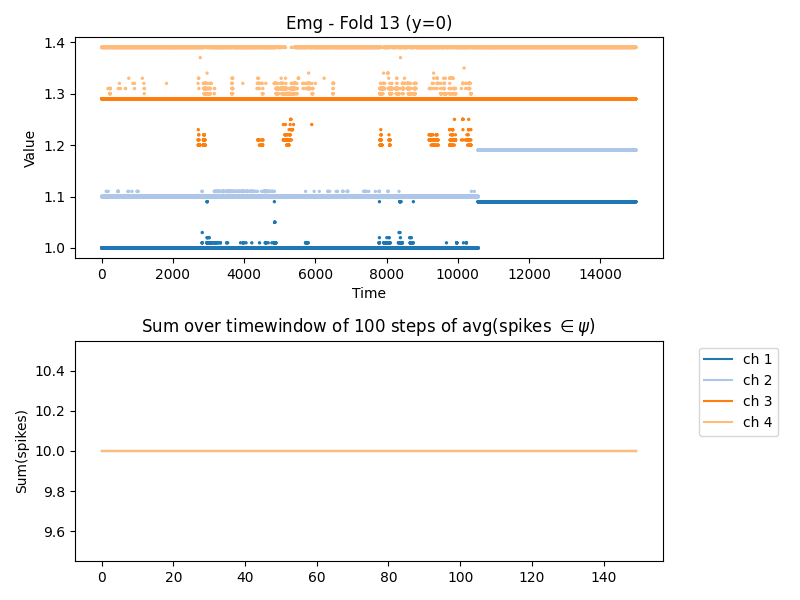 Emg - Fold 13 (y=0)
1.4
1.3
1.2
1.1
1.0
Value
0 2000 4000 6000 8000 10000 12000 14000
Time
Sum over timewindow of 100 steps of avg(spikes ∈ ψ)
10.4
10.2
10.0
9.8
9.6
Sum(spikes)
0 20 40 60 80 100 120 140
ch 1
ch 2
ch 3
ch 4